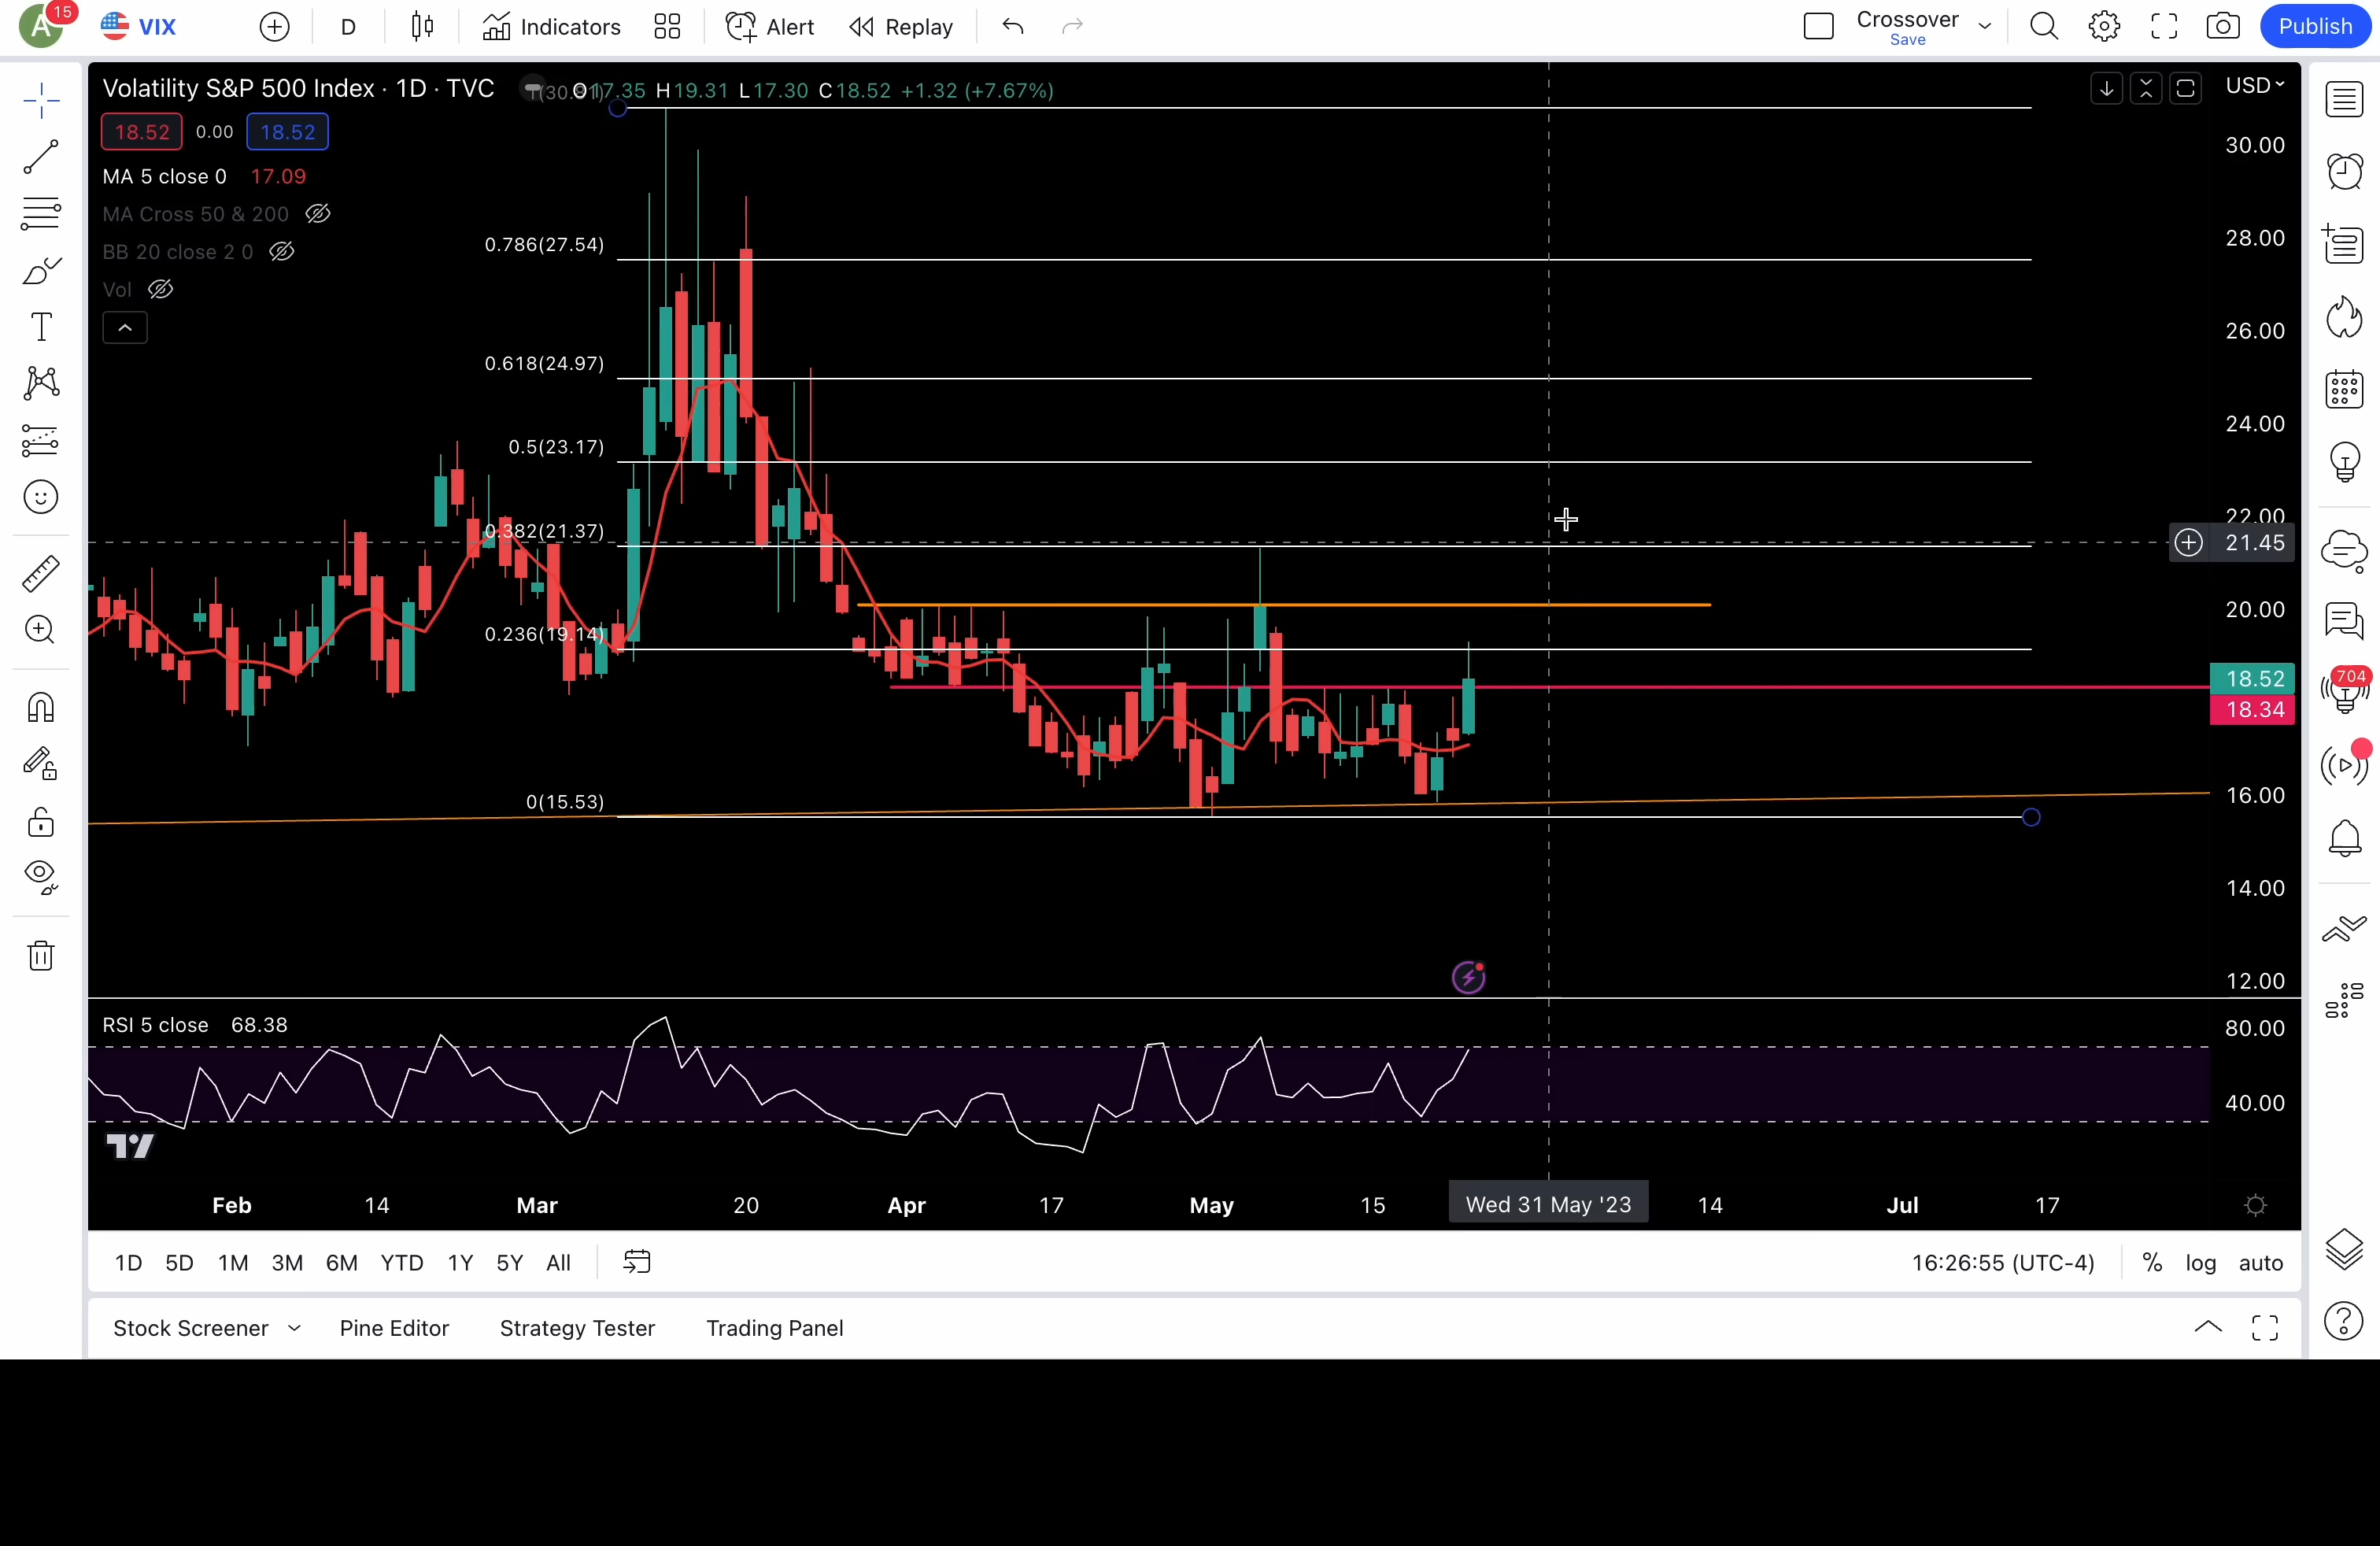 A 15 VIX D Indicators Alert Replay Crossover Save Publish
Volatility S&P 500 Index · 1D · TVC O17.35 H19.31 L17.30 C18.52 +1.32 (+7.67%) USD
18.52 0.00 18.52
MA 5 close 0 17.09
MA Cross 50 & 200
BB 20 close 2 0
Vol
0.786(27.54)
0.618(24.97)
0.5(23.17)
0.382(21.37)
0.236(19.14)
0(15.53)
30.00
28.00
26.00
24.00
22.00
21.45
20.00
18.52
18.34
16.00
14.00
12.00
704
RSI 5 close 68.38
80.00
40.00
Feb 14 Mar 20 Apr 17 May 15 Wed 31 May '23 14 Jul 17
1D 5D 1M 3M 6M YTD 1Y 5Y All 16:26:55 (UTC-4) % log auto
Stock Screener Pine Editor Strategy Tester Trading Panel